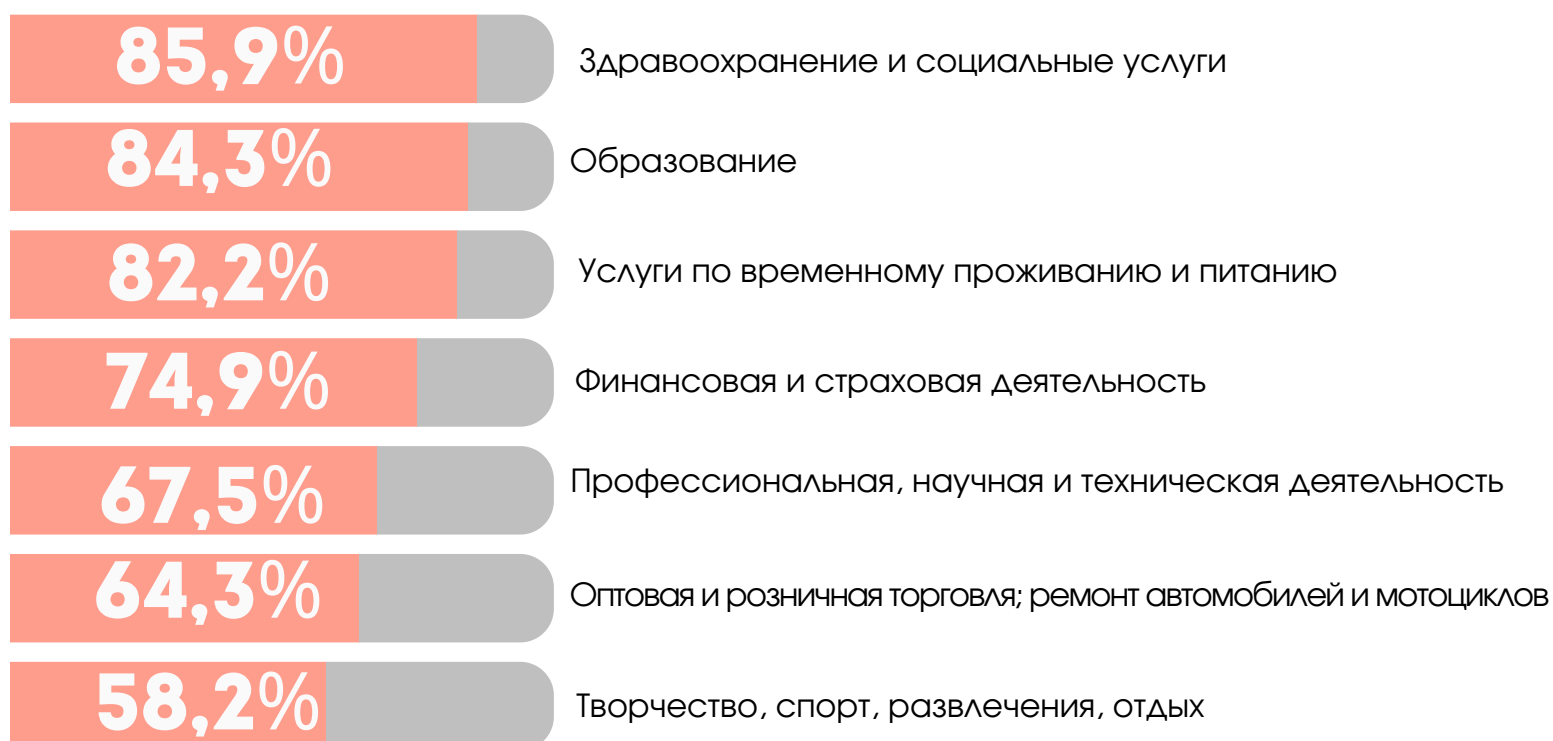 85,9% Здравоохранение и социальные услуги
84,3% Образование
82,2% Услуги по временному проживанию и питанию
74,9% Финансовая и страховая деятельность
67,5% Профессиональная, научная и техническая деятельность
64,3% Оптовая и розничная торговля; ремонт автомобилей и мотоциклов
58,2% Творчество, спорт, развлечения, отдых